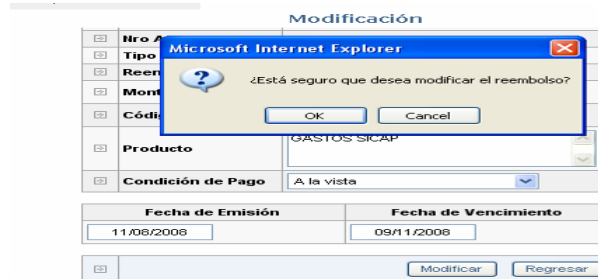 Modificación
Nro A
Microsoft Internet Explorer
Tipo
Reen
¿Está seguro que desea modificar el reembolso?
Mont
Códi
OK Cancel
Producto GASTOS SICAP
Condición de Pago A la vista
Fecha de Emisión Fecha de Vencimiento
11/08/2008 09/11/2008
Modificar Regresar